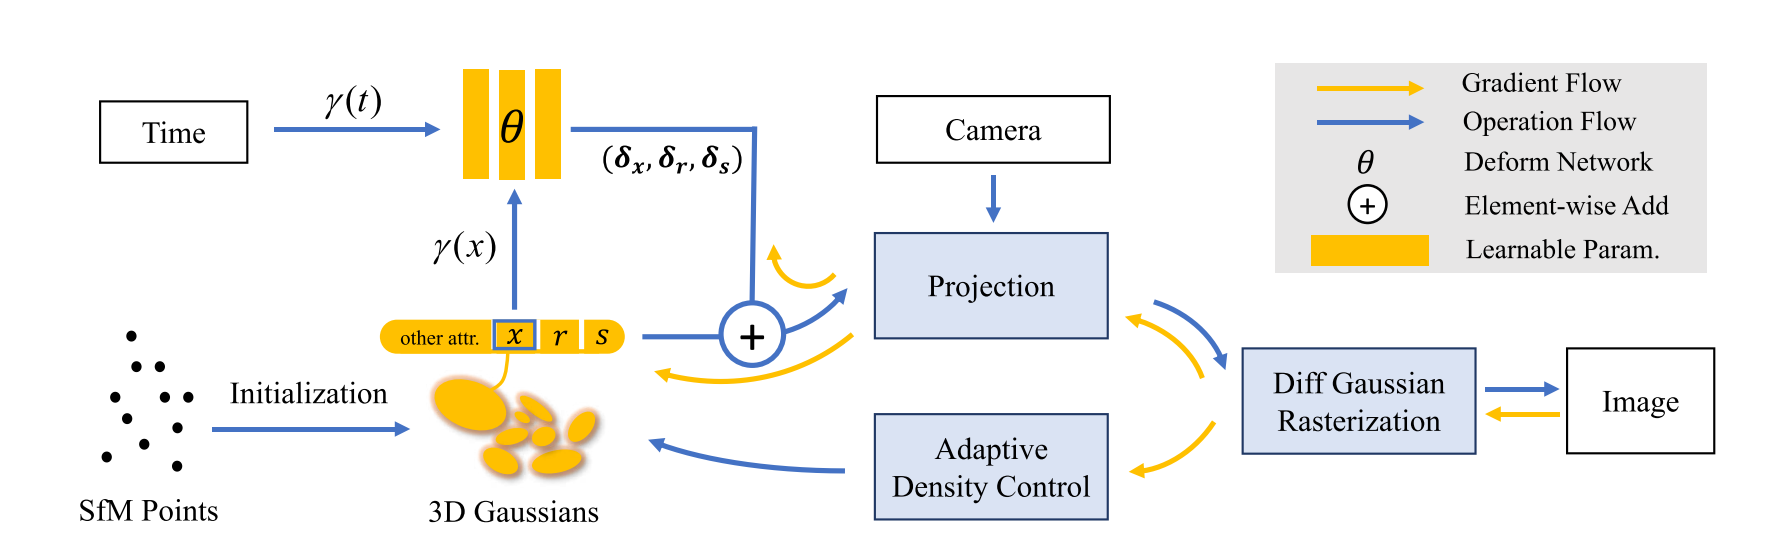 Time
γ(t)
θ
(δx, δr, δs)
γ(x)
other attr. x r s
Initialization
SfM Points
3D Gaussians
+
Camera
Projection
Adaptive
Density Control
Diff Gaussian
Rasterization
Image
Gradient Flow
Operation Flow
θ Deform Network
+ Element-wise Add
Learnable Param.